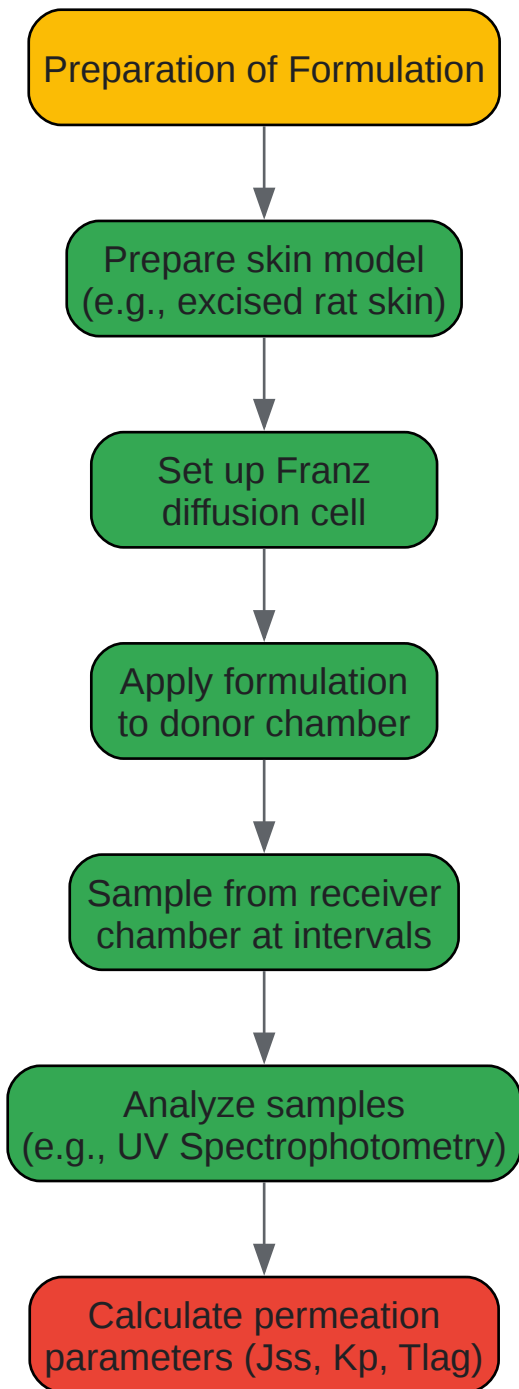 Preparation of Formulation
Prepare skin model
(e.g., excised rat skin)
Set up Franz
diffusion cell
Apply formulation
to donor chamber
Sample from receiver
chamber at intervals
Analyze samples
(e.g., UV Spectrophotometry)
Calculate permeation
parameters (Jss, Kp, Tlag)